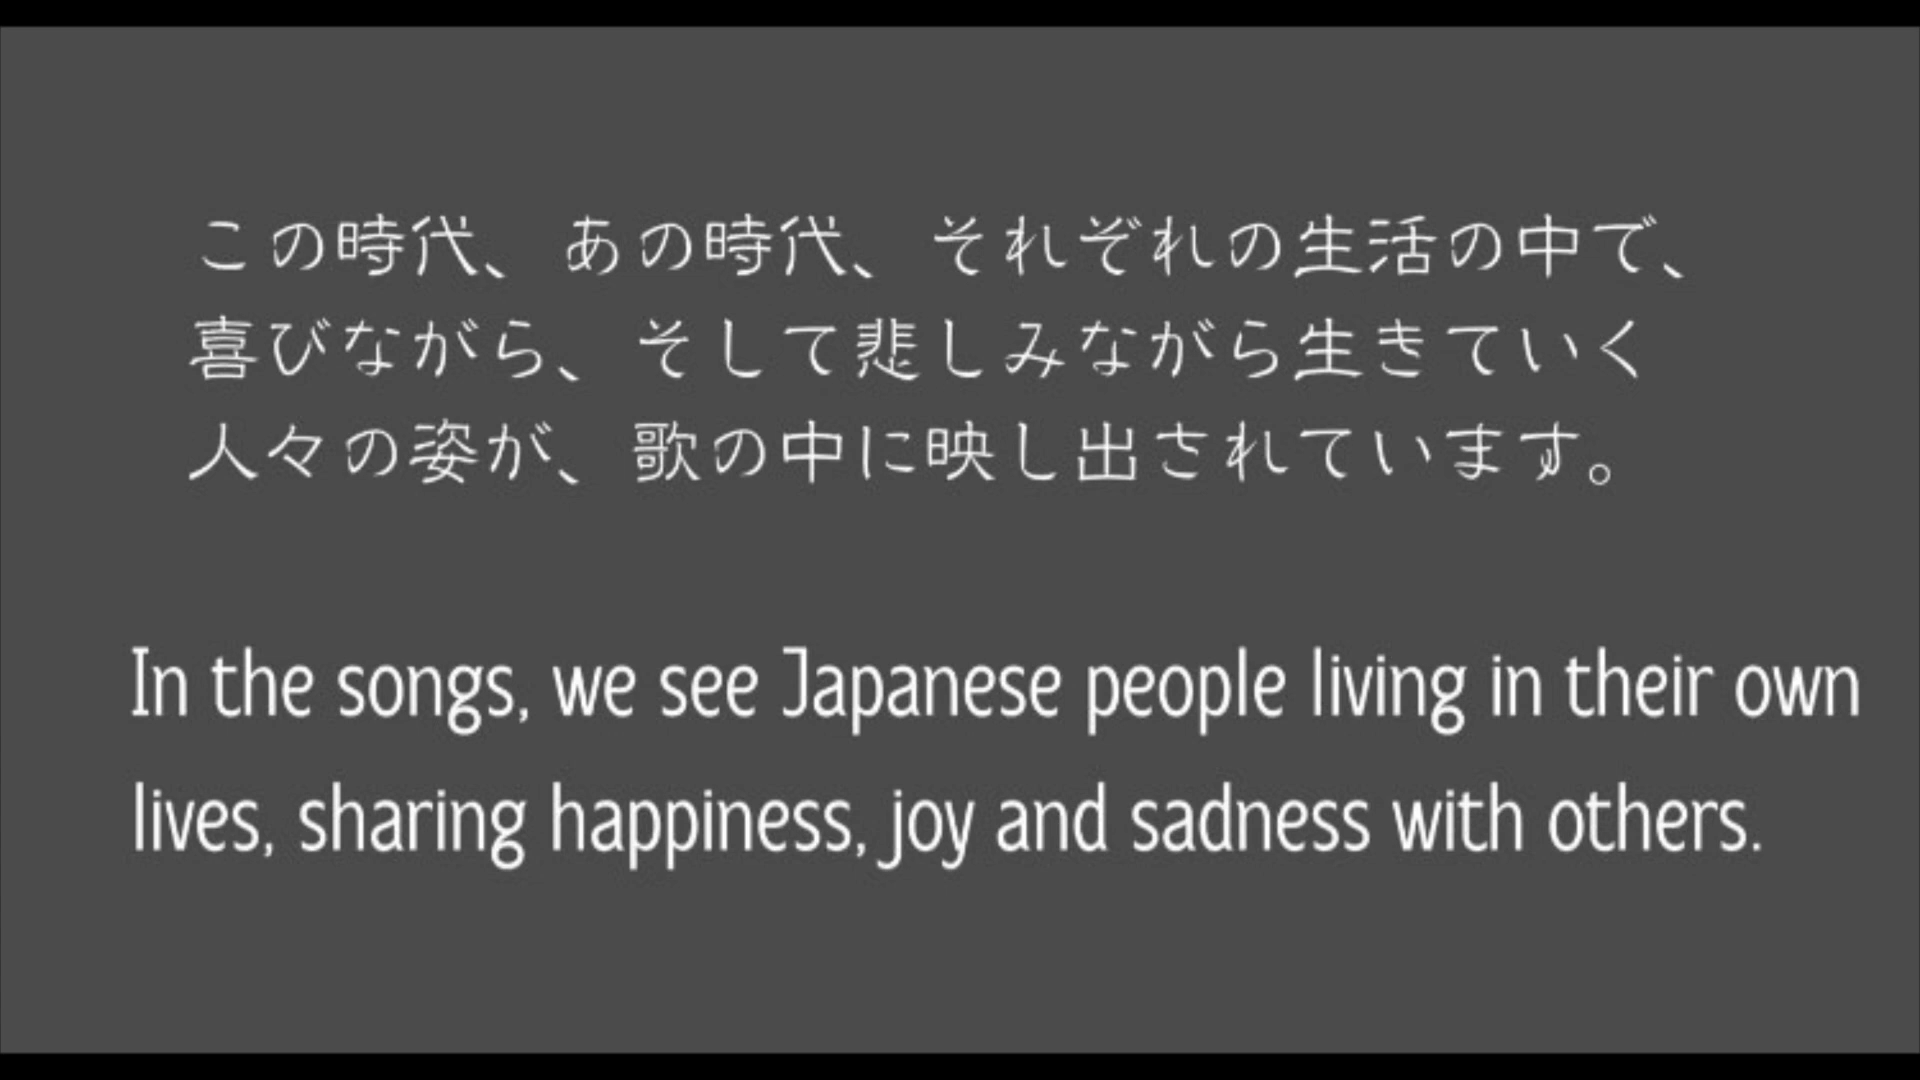 この時代、あの時代、それぞれの生活の中で、
喜びながら、そして悲しみながら生きていく
人々の姿が、歌の中に映し出されています。
In the songs, we see Japanese people living in their own
lives, sharing happiness, joy and sadness with others.